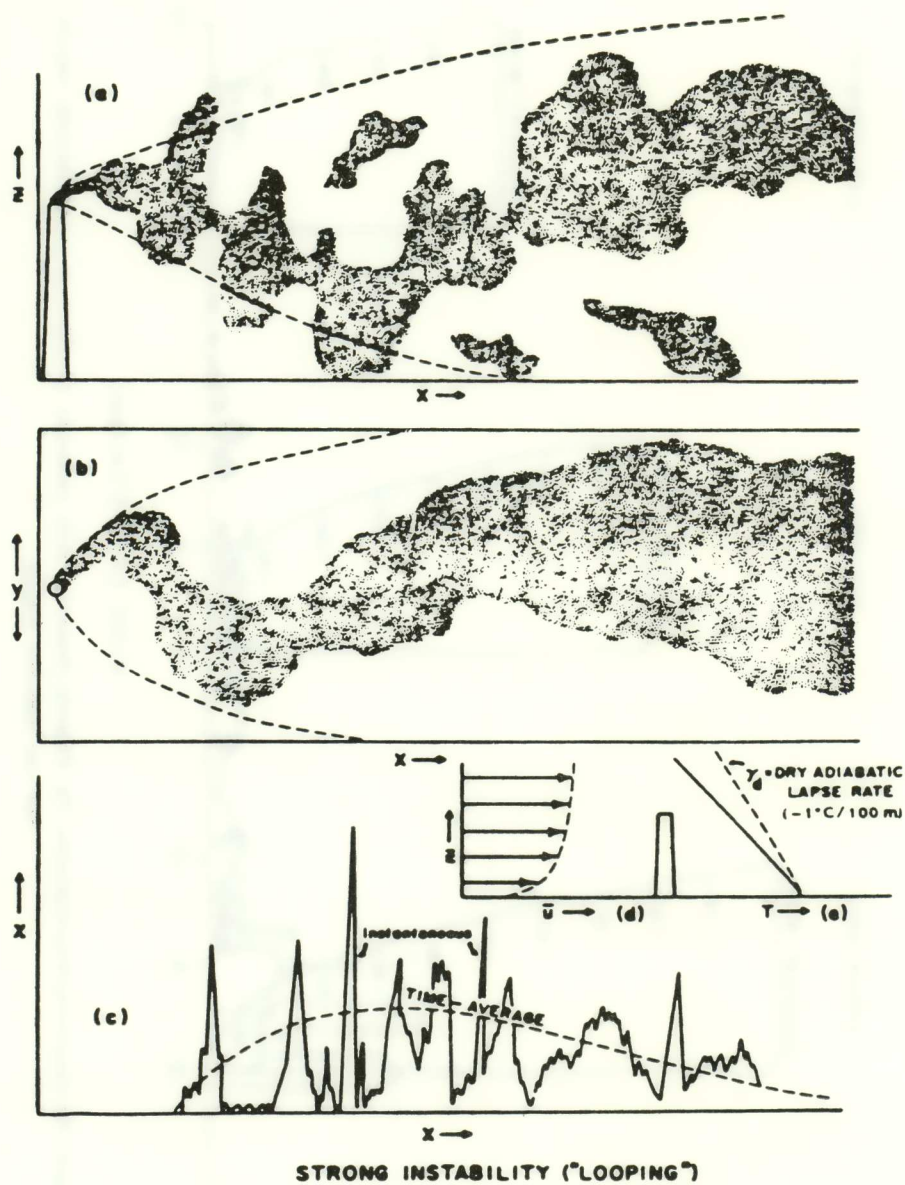 (a)
Z
X
(b)
Y
X
γd = DRY ADIABATIC
LAPSE RATE
(-1°C/100 m)
Z
ū (d)
T (e)
X
Instantaneous
TIME-AVERAGE
(c)
X
STRONG INSTABILITY ("LOOPING")